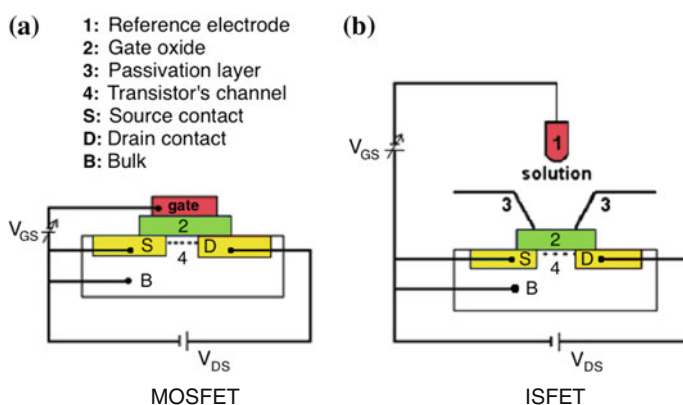 (a)
1: Reference electrode
2: Gate oxide
3: Passivation layer
4: Transistor's channel
S: Source contact
D: Drain contact
B: Bulk
gate
VGS
2
S
D
4
B
VDS
MOSFET
(b)
VGS
1
solution
3
3
2
S
D
4
B
VDS
ISFET